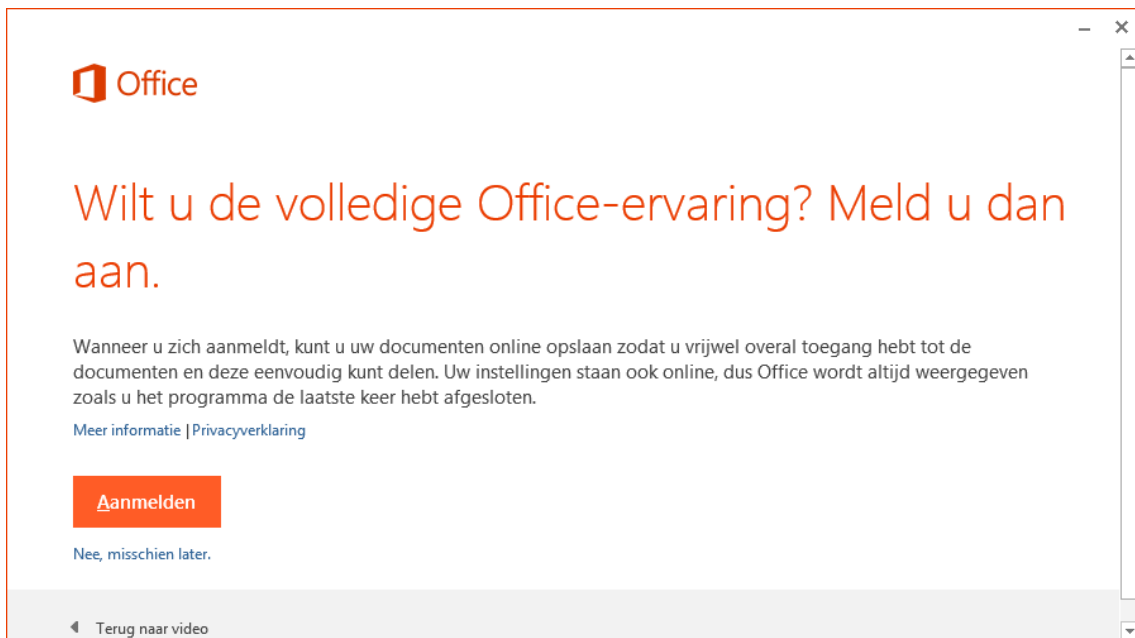 Office
Wilt u de volledige Office-ervaring? Meld u dan
aan.
Wanneer u zich aanmeldt, kunt u uw documenten online opslaan zodat u vrijwel overal toegang hebt tot de
documenten en deze eenvoudig kunt delen. Uw instellingen staan ook online, dus Office wordt altijd weergegeven
zoals u het programma de laatste keer hebt afgesloten.
Meer informatie | Privacyverklaring
Aanmelden
Nee, misschien later.
Terug naar video